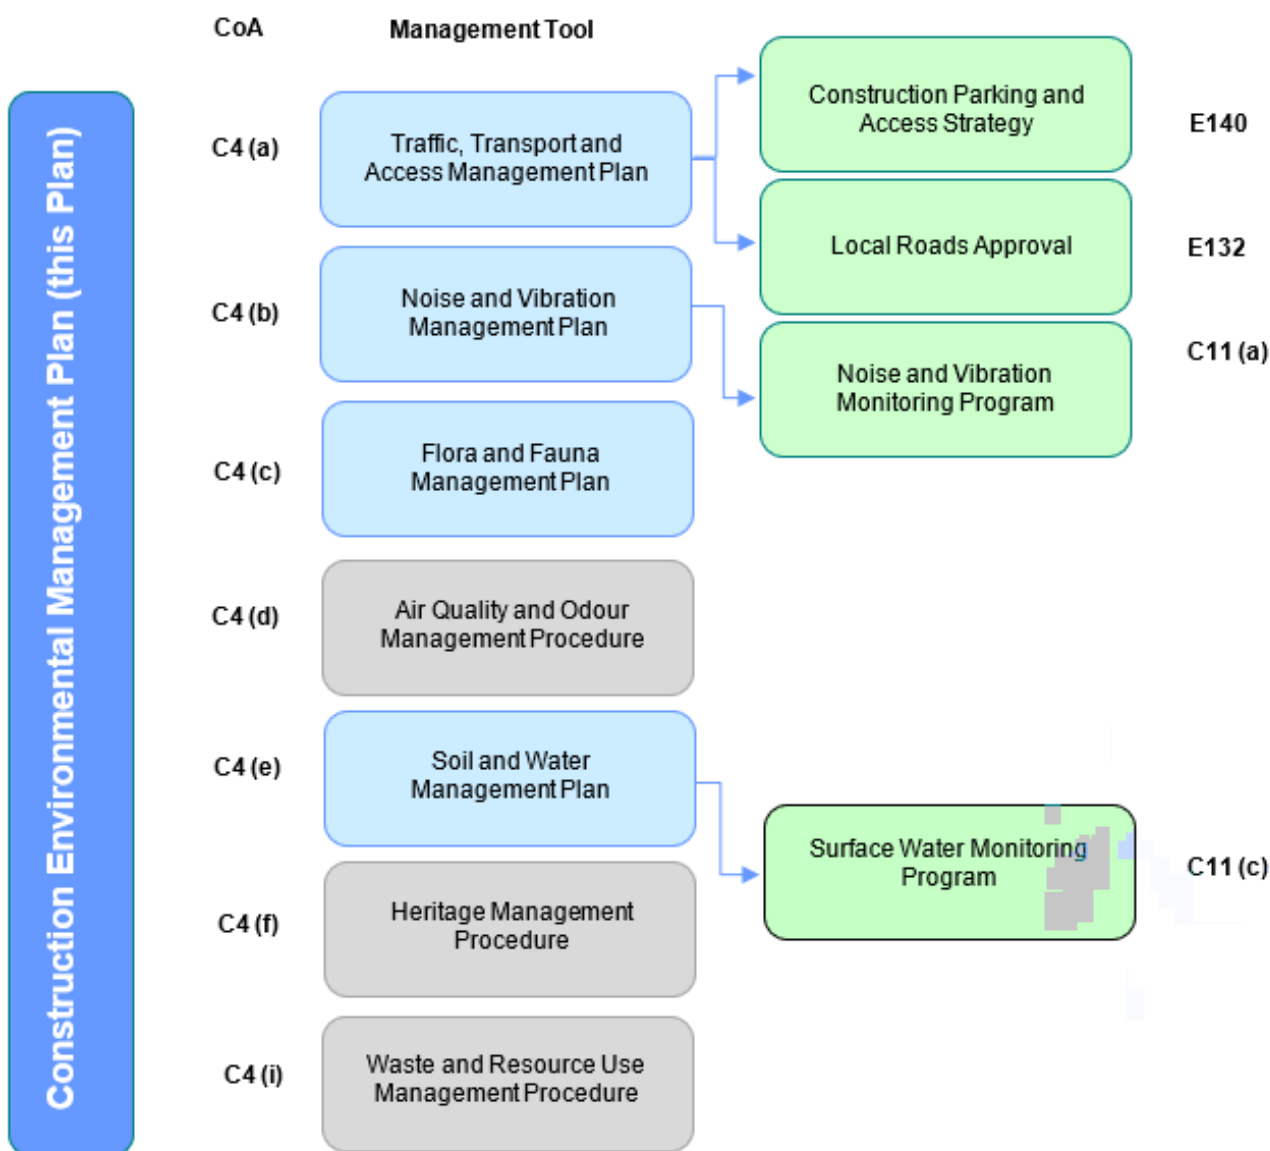 CoA
Management Tool
Construction Environmental Management Plan (this Plan)
C4 (a)
Traffic, Transport and
Access Management Plan
Construction Parking and
Access Strategy
E140
Local Roads Approval
E132
C4 (b)
Noise and Vibration
Management Plan
Noise and Vibration
Monitoring Program
C11 (a)
C4 (c)
Flora and Fauna
Management Plan
C4 (d)
Air Quality and Odour
Management Procedure
C4 (e)
Soil and Water
Management Plan
Surface Water Monitoring
Program
C11 (c)
C4 (f)
Heritage Management
Procedure
C4 (i)
Waste and Resource Use
Management Procedure